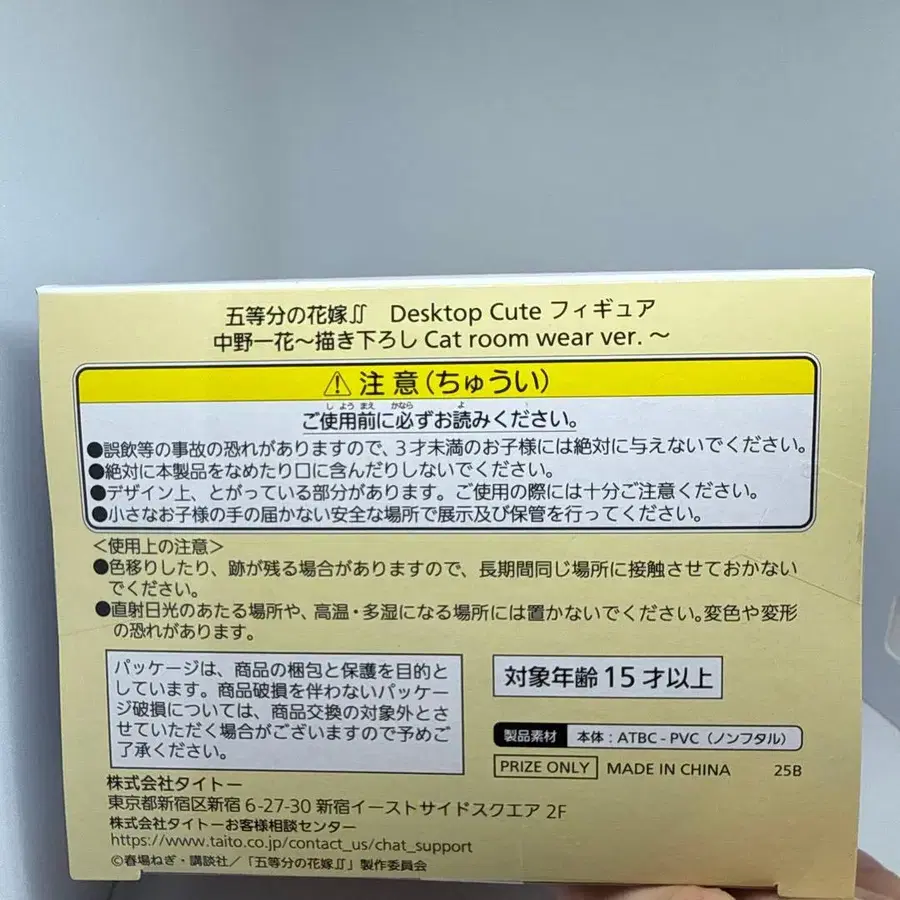 五等分の花嫁∬ Desktop Cute フィギュア
中野一花～描き下ろし Cat room wear ver. ～
⚠ 注意(ちゅうい)
しようまえ かなら よ
ご使用前に必ずお読みください。
●誤飲等の事故の恐れがありますので、3才未満のお子様には絶対に与えないでください。
●絶対に本製品をなめたり口に含んだりしないでください。
●デザイン上、とがっている部分があります。ご使用の際には十分ご注意ください。
●小さなお子様の手の届かない安全な場所で展示及び保管を行ってください。
＜使用上の注意＞
●色移りしたり、跡が残る場合がありますので、長期間同じ場所に接触させておかない
でください。
●直射日光のあたる場所や、高温・多湿になる場所には置かないでください。変色や変形
の恐れがあります。
パッケージは、商品の梱包と保護を目的と
しています。商品破損を伴わないパッケー
ジ破損については、商品交換の対象外とさ
せていただく場合がございますので予めご
了承ください。
対象年齢 15 才以上
製品素材 本体：ATBC - PVC（ノンフタル）
PRIZE ONLY MADE IN CHINA 25B
株式会社タイトー
東京都新宿区新宿 6-27-30 新宿イーストサイドスクエア 2F
株式会社タイトーお客様相談センター
https://www.taito.co.jp/contact_us/chat_support
©春場ねぎ・講談社／「五等分の花嫁∬」製作委員会